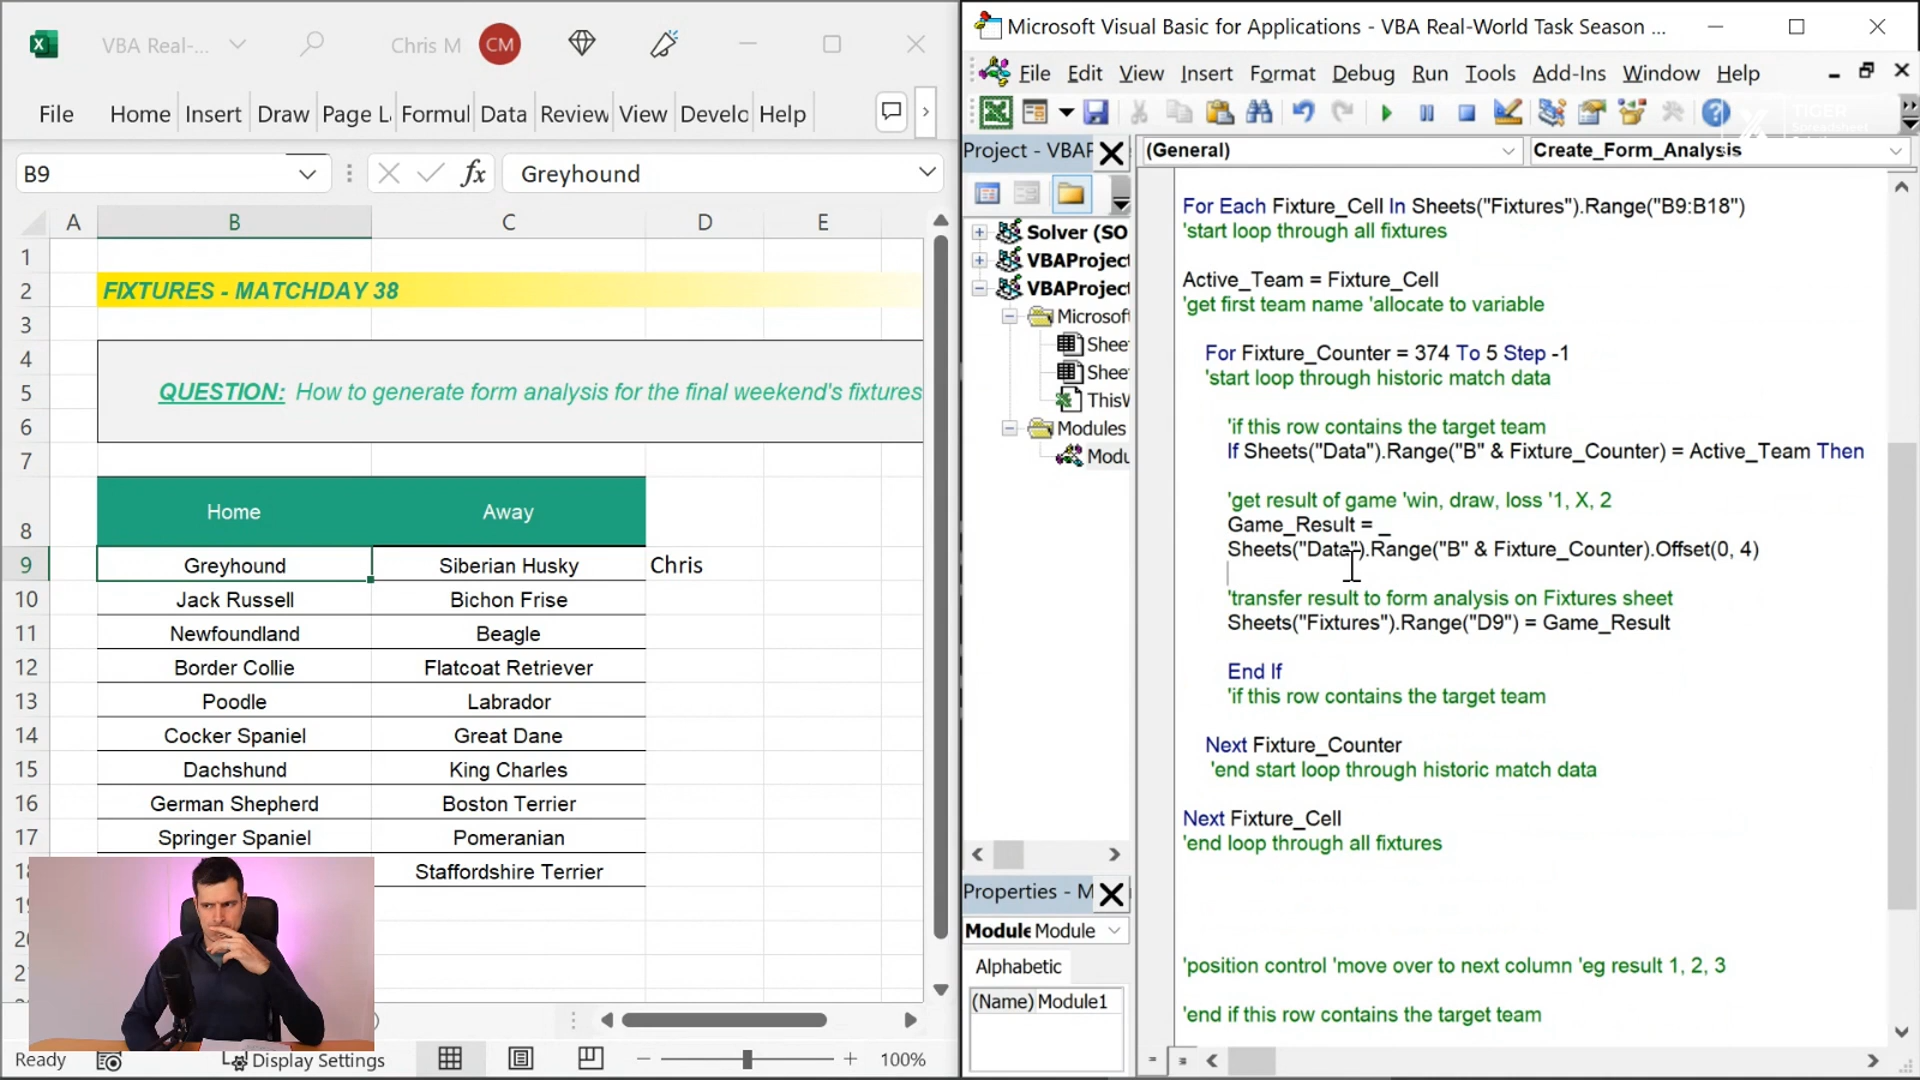 VBA Real-...
Chris M
CM
File
Home
Insert
Draw
Page L
Formul
Data
Review
View
Develo
Help
B9
fx
Greyhound
A
B
C
D
E
1
2
FIXTURES - MATCHDAY 38
3
4
5
QUESTION: How to generate form analysis for the final weekend's fixtures
6
7
8
Home
Away
9
Greyhound
Siberian Husky
Chris
10
Jack Russell
Bichon Frise
11
Newfoundland
Beagle
12
Border Collie
Flatcoat Retriever
13
Poodle
Labrador
14
Cocker Spaniel
Great Dane
15
Dachshund
King Charles
16
German Shepherd
Boston Terrier
17
Springer Spaniel
Pomeranian
Staffordshire Terrier
Ready
Display Settings
100%
Microsoft Visual Basic for Applications - VBA Real-World Task Season ...
File
Edit
View
Insert
Format
Debug
Run
Tools
Add-Ins
Window
Help
TIGER
Spreadsheet
Project - VBAP
(General)
Create_Form_Analysis
Solver (SO
VBAProject
VBAProject
Microsof
Shee
Shee
ThisW
Modules
Modu
Properties - M
Module Module
Alphabetic
(Name) Module1
For Each Fixture_Cell In Sheets("Fixtures").Range("B9:B18")
'start loop through all fixtures
Active_Team = Fixture_Cell
'get first team name 'allocate to variable
For Fixture_Counter = 374 To 5 Step -1
'start loop through historic match data
'if this row contains the target team
If Sheets("Data").Range("B" & Fixture_Counter) = Active_Team Then
'get result of game 'win, draw, loss '1, X, 2
Game_Result = _
Sheets("Data").Range("B" & Fixture_Counter).Offset(0, 4)
'transfer result to form analysis on Fixtures sheet
Sheets("Fixtures").Range("D9") = Game_Result
End If
'if this row contains the target team
Next Fixture_Counter
'end start loop through historic match data
Next Fixture_Cell
'end loop through all fixtures
'position control 'move over to next column 'eg result 1, 2, 3
'end if this row contains the target team